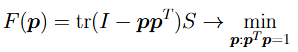 F(p) = tr(I − pp^T)S → min_{p:p^T p=1}